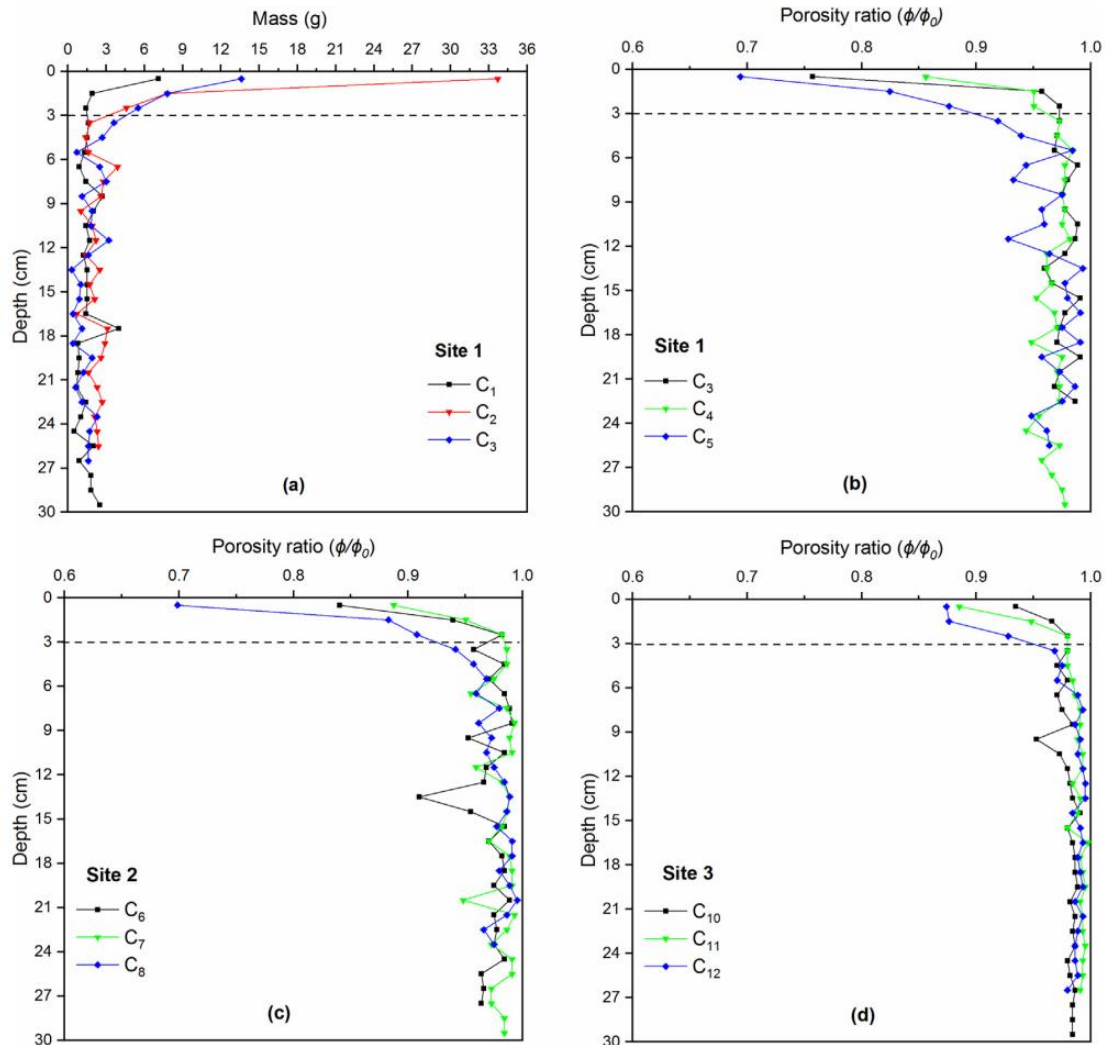 Mass (g)
0 3 6 9 12 15 18 21 24 27 30 33 36
0
3
6
9
12
15
18
21
24
27
30
Depth (cm)
Site 1
C₁
C₂
C₃
(a)
Porosity ratio (ϕ/ϕ₀)
0.6 0.7 0.8 0.9 1.0
0
3
6
9
12
15
18
21
24
27
30
Depth (cm)
Site 1
C₃
C₄
C₅
(b)
Porosity ratio (ϕ/ϕ₀)
0.6 0.7 0.8 0.9 1.0
0
3
6
9
12
15
18
21
24
27
30
Depth (cm)
Site 2
C₆
C₇
C₈
(c)
Porosity ratio (ϕ/ϕ₀)
0.6 0.7 0.8 0.9 1.0
0
3
6
9
12
15
18
21
24
27
30
Depth (cm)
Site 3
C₁₀
C₁₁
C₁₂
(d)